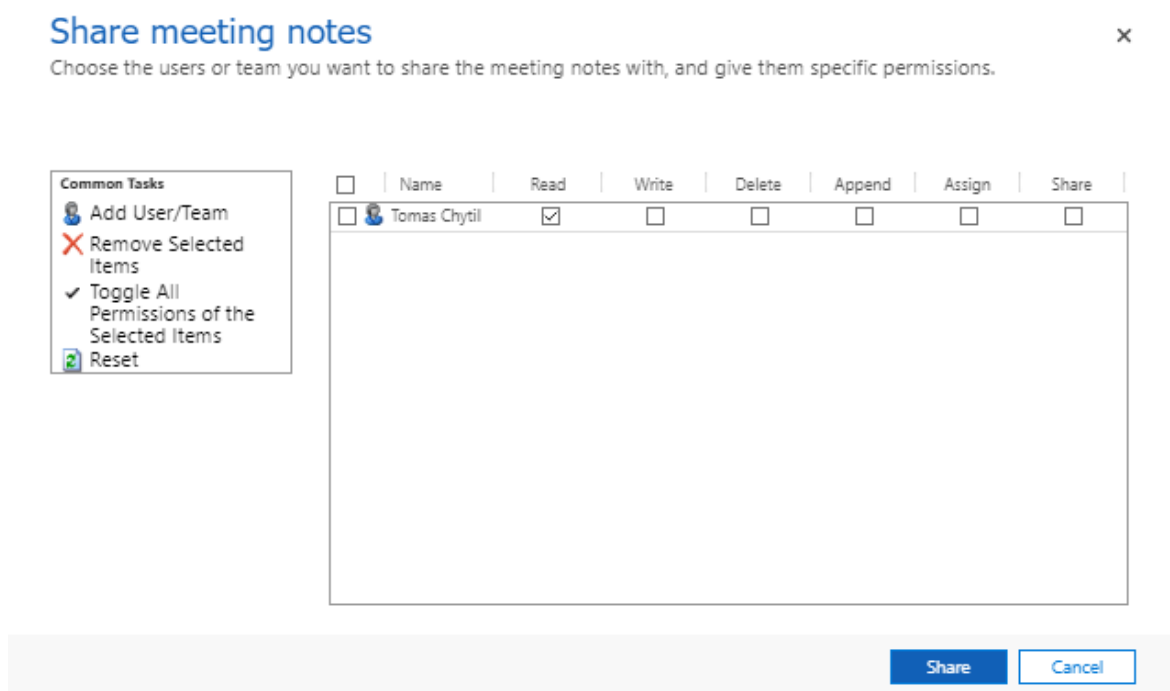 Share meeting notes
Choose the users or team you want to share the meeting notes with, and give them specific permissions.
Common Tasks
Add User/Team
Remove Selected
Items
Toggle All
Permissions of the
Selected Items
Reset
Name Read Write Delete Append Assign Share
Tomas Chytil
Share Cancel